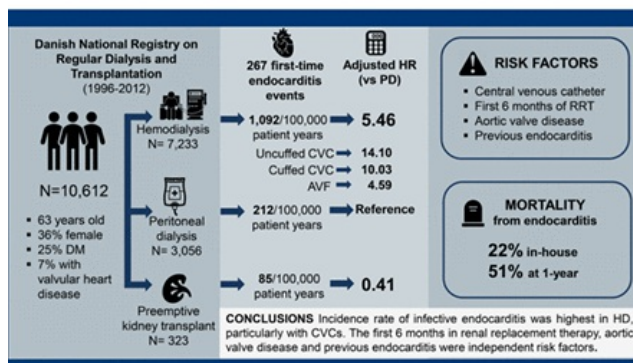 Danish National Registry on
Regular Dialysis and
Transplantation
(1996-2012)
N=10,612
▪ 63 years old
▪ 36% female
▪ 25% DM
▪ 7% with
valvular heart
disease
Hemodialysis
N= 7,233
Peritoneal
dialysis
N= 3,056
Preemptive
kidney transplant
N= 323
267 first-time
endocarditis
events
1,092/100,000
patient years
Uncuffed CVC
Cuffed CVC
AVF
212/100,000
patient years
85/100,000
patient years
Adjusted HR
(vs PD)
5.46
14.10
10.03
4.59
Reference
0.41
RISK FACTORS
▪ Central venous catheter
▪ First 6 months of RRT
▪ Aortic valve disease
▪ Previous endocarditis
MORTALITY
from endocarditis
22% in-house
51% at 1-year
CONCLUSIONS Incidence rate of infective endocarditis was highest in HD,
particularly with CVCs. The first 6 months in renal replacement therapy, aortic
valve disease and previous endocarditis were independent risk factors.